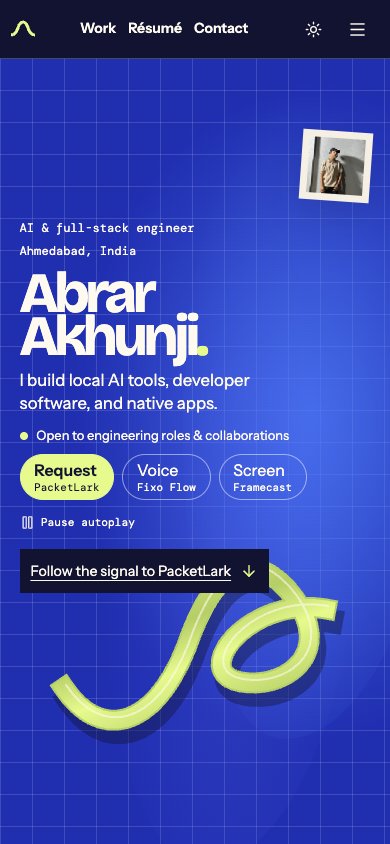 Work Résumé Contact
AI & full-stack engineer
Ahmedabad, India
Abrar
Akhunji.
I build local AI tools, developer
software, and native apps.
Open to engineering roles & collaborations
Request Voice Screen
PacketLark Fixo Flow Framecast
Pause autoplay
Follow the signal to PacketLark ↓